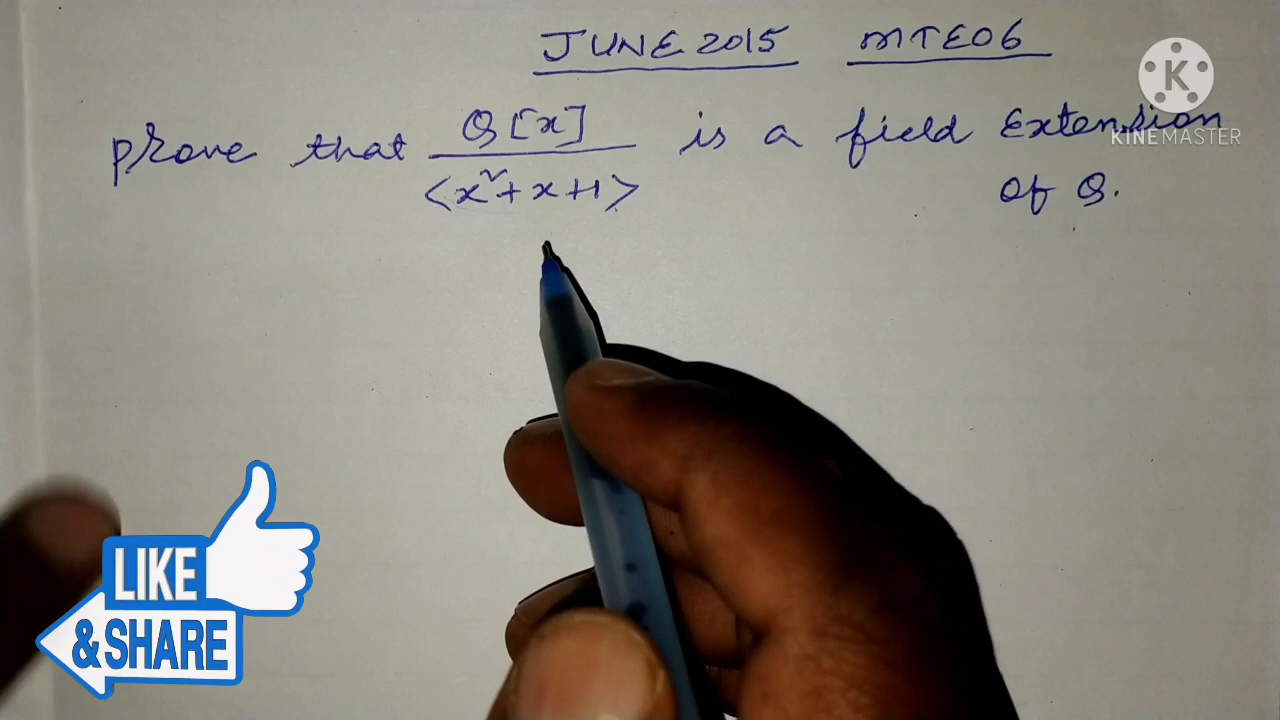 JUNE 2015 MTE06
prove that Q[x] / <x²+x+1> is a field Extension
of Q.
KINEMASTER
LIKE
& SHARE